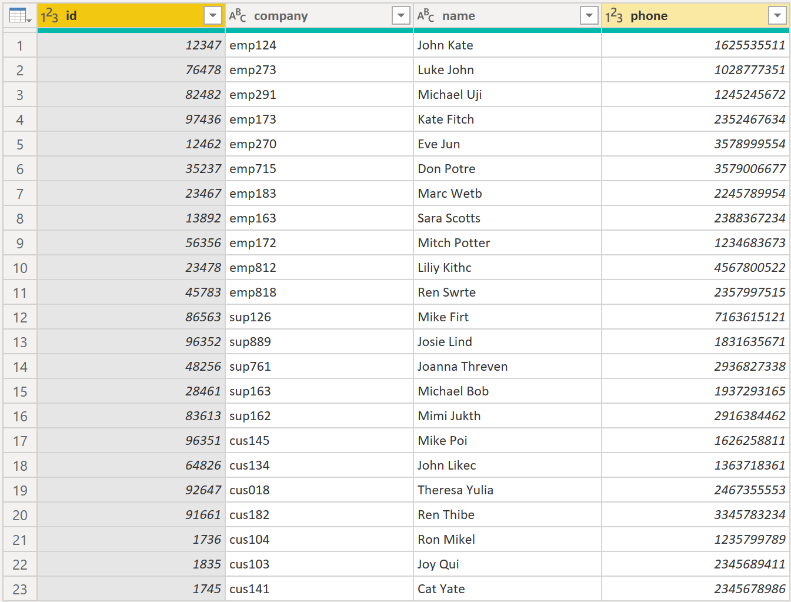 1 2 3 id A B C company A B C name 1 2 3 phone
1 12347 emp124 John Kate 1625535511
2 76478 emp273 Luke John 1028777351
3 82482 emp291 Michael Uji 1245245672
4 97436 emp173 Kate Fitch 2352467634
5 12462 emp270 Eve Jun 3578999554
6 35237 emp715 Don Potre 3579006677
7 23467 emp183 Marc Wetb 2245789954
8 13892 emp163 Sara Scotts 2388367234
9 56356 emp172 Mitch Potter 1234683673
10 23478 emp812 Liliy Kithc 4567800522
11 45783 emp818 Ren Swrte 2357997515
12 86563 sup126 Mike Firt 7163615121
13 96352 sup889 Josie Lind 1831635671
14 48256 sup761 Joanna Threven 2936827338
15 28461 sup163 Michael Bob 1937293165
16 83613 sup162 Mimi Jukth 2916384462
17 96351 cus145 Mike Poi 1626258811
18 64826 cus134 John Likec 1363718361
19 92647 cus018 Theresa Yulia 2467355553
20 91661 cus182 Ren Thibe 3345783234
21 1736 cus104 Ron Mikel 1235799789
22 1835 cus103 Joy Qui 2345689411
23 1745 cus141 Cat Yate 2345678986